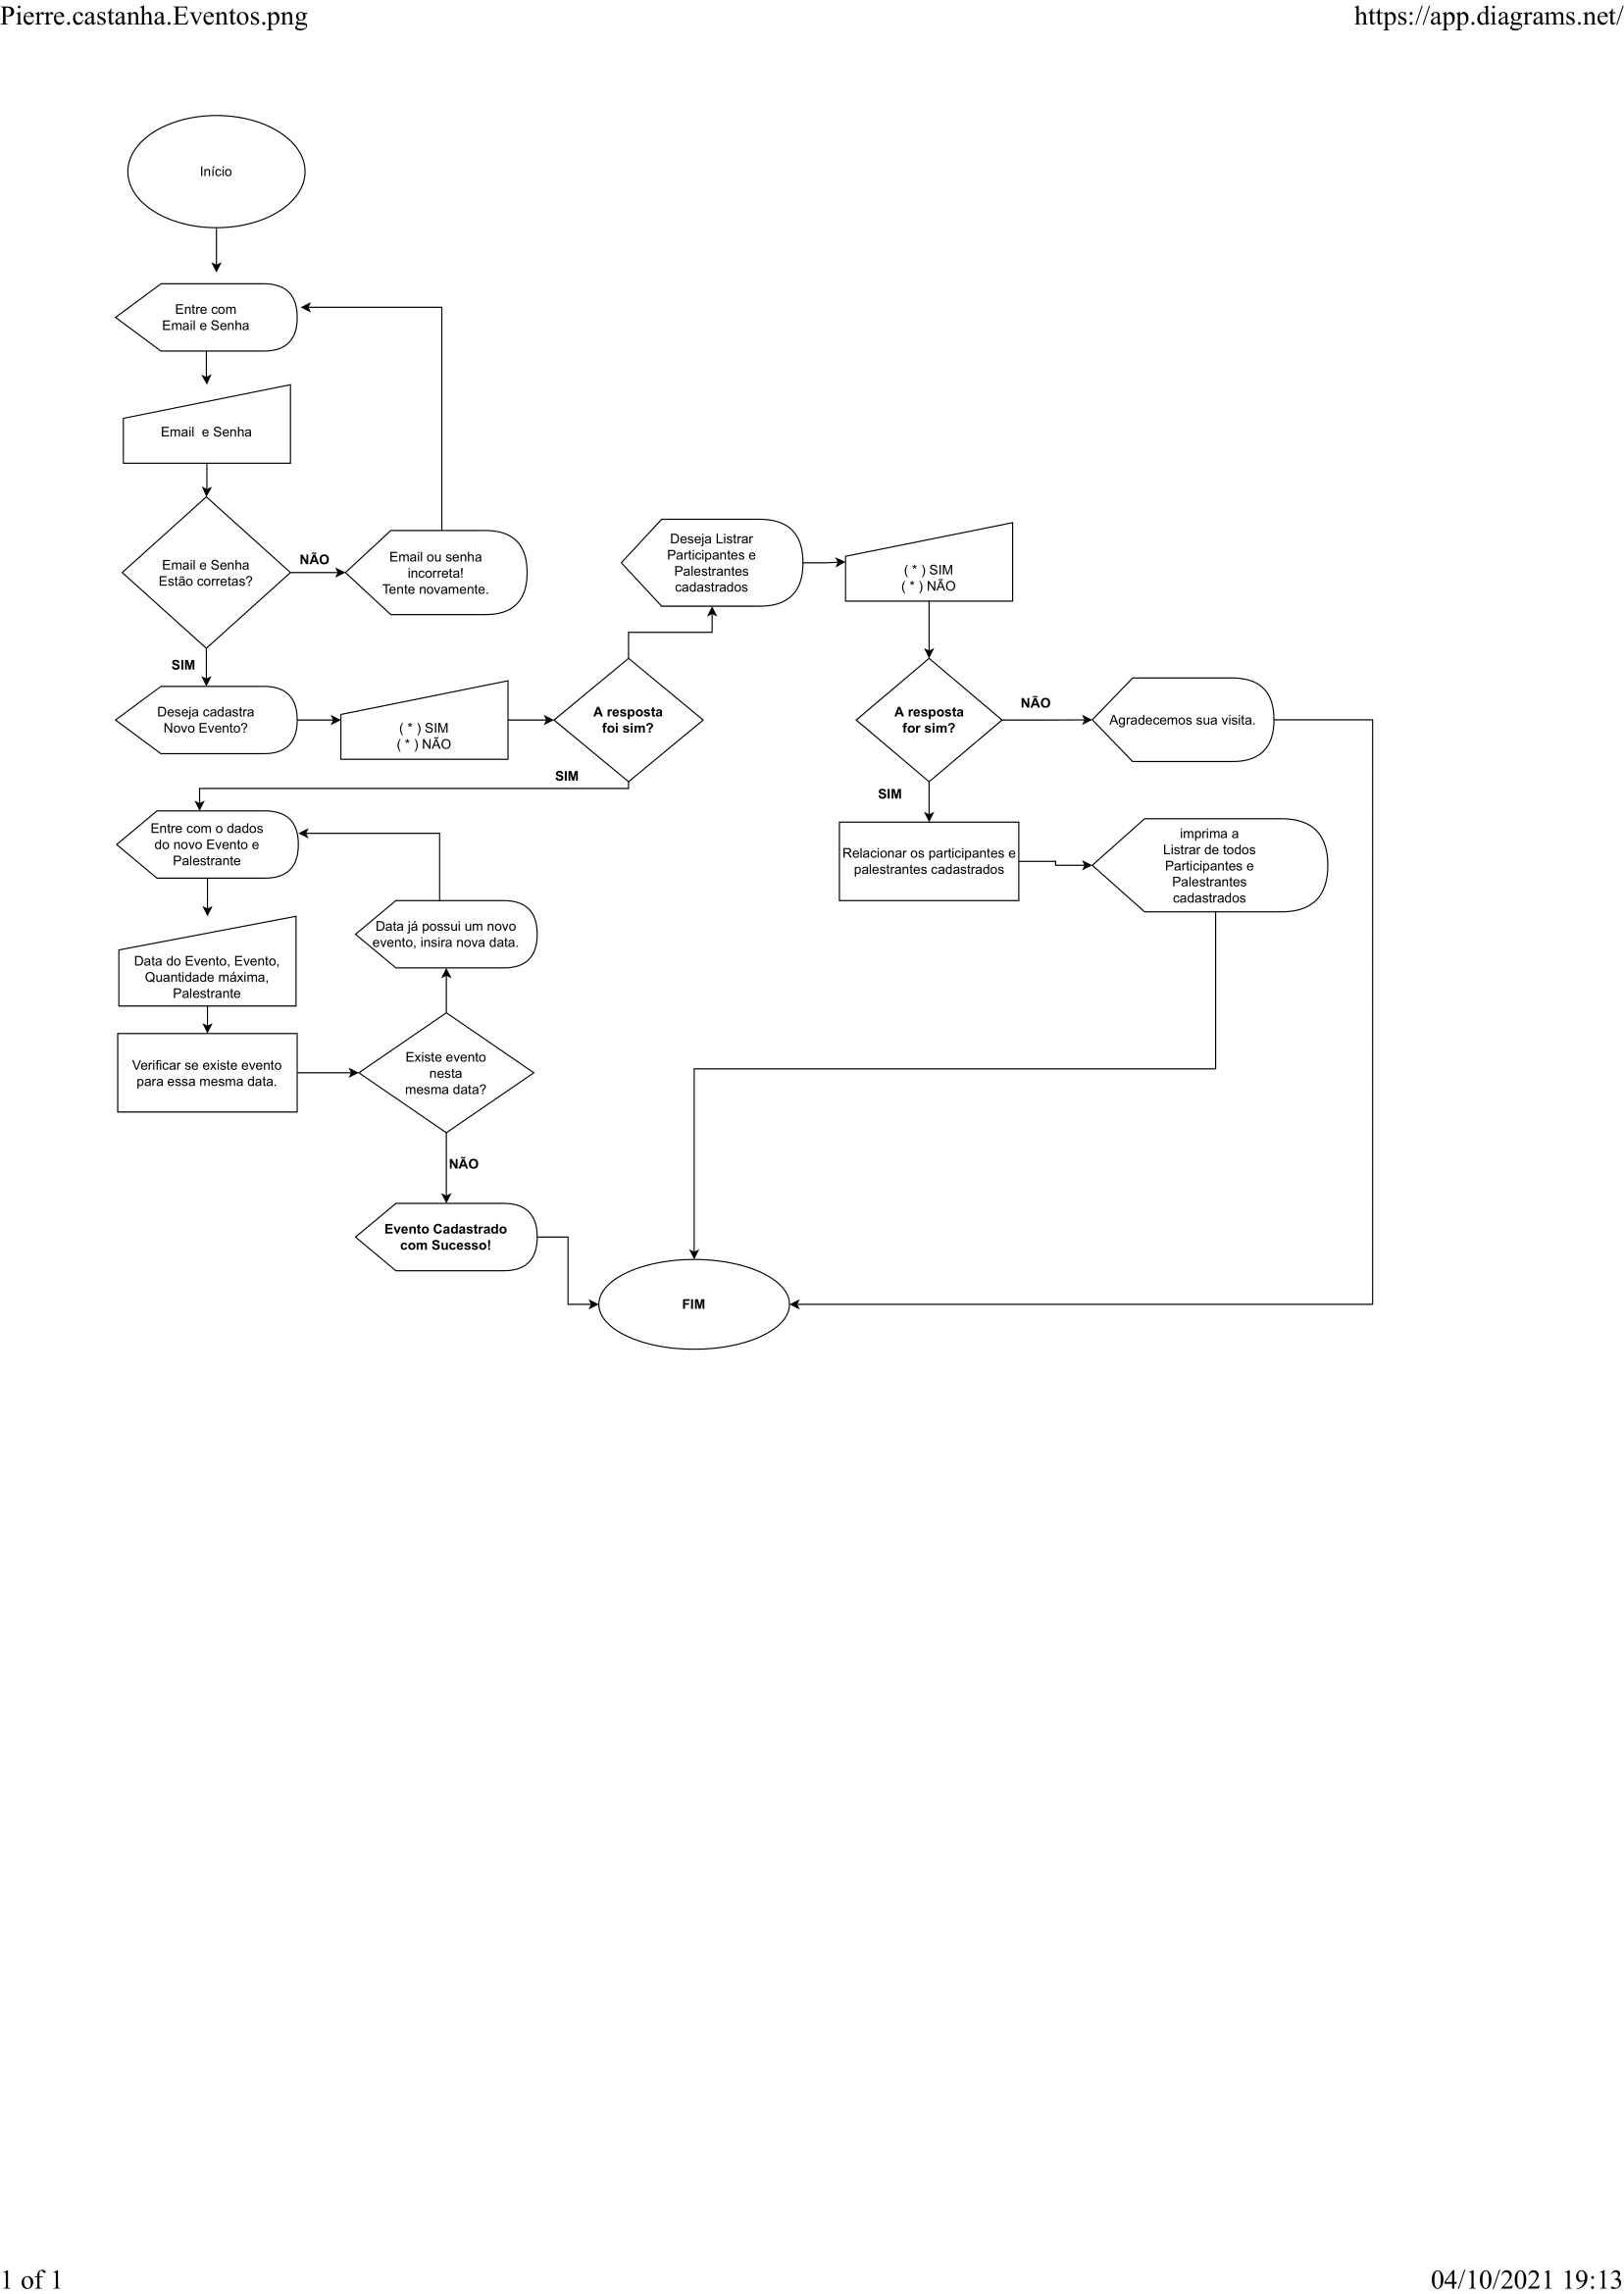 Pierre.castanha.Eventos.png
https://app.diagrams.net/
Início
Entre com
Email e Senha
Email  e Senha
Email e Senha
Estão corretas?
NÃO
Email ou senha
incorreta!
Tente novamente.
SIM
Deseja cadastra
Novo Evento?
( * ) SIM
( * ) NÃO
A resposta
foi sim?
Deseja Listrar
Participantes e
Palestrantes
cadastrados
( * ) SIM
( * ) NÃO
A resposta
for sim?
NÃO
Agradecemos sua visita.
SIM
Relacionar os participantes e
palestrantes cadastrados
imprima a
Listrar de todos
Participantes e
Palestrantes
cadastrados
SIM
Entre com o dados
do novo Evento e
Palestrante
Data já possui um novo
evento, insira nova data.
Data do Evento, Evento,
Quantidade máxima,
Palestrante
Verificar se existe evento
para essa mesma data.
Existe evento
nesta
mesma data?
NÃO
Evento Cadastrado
com Sucesso!
FIM
1 of 1
04/10/2021 19:13